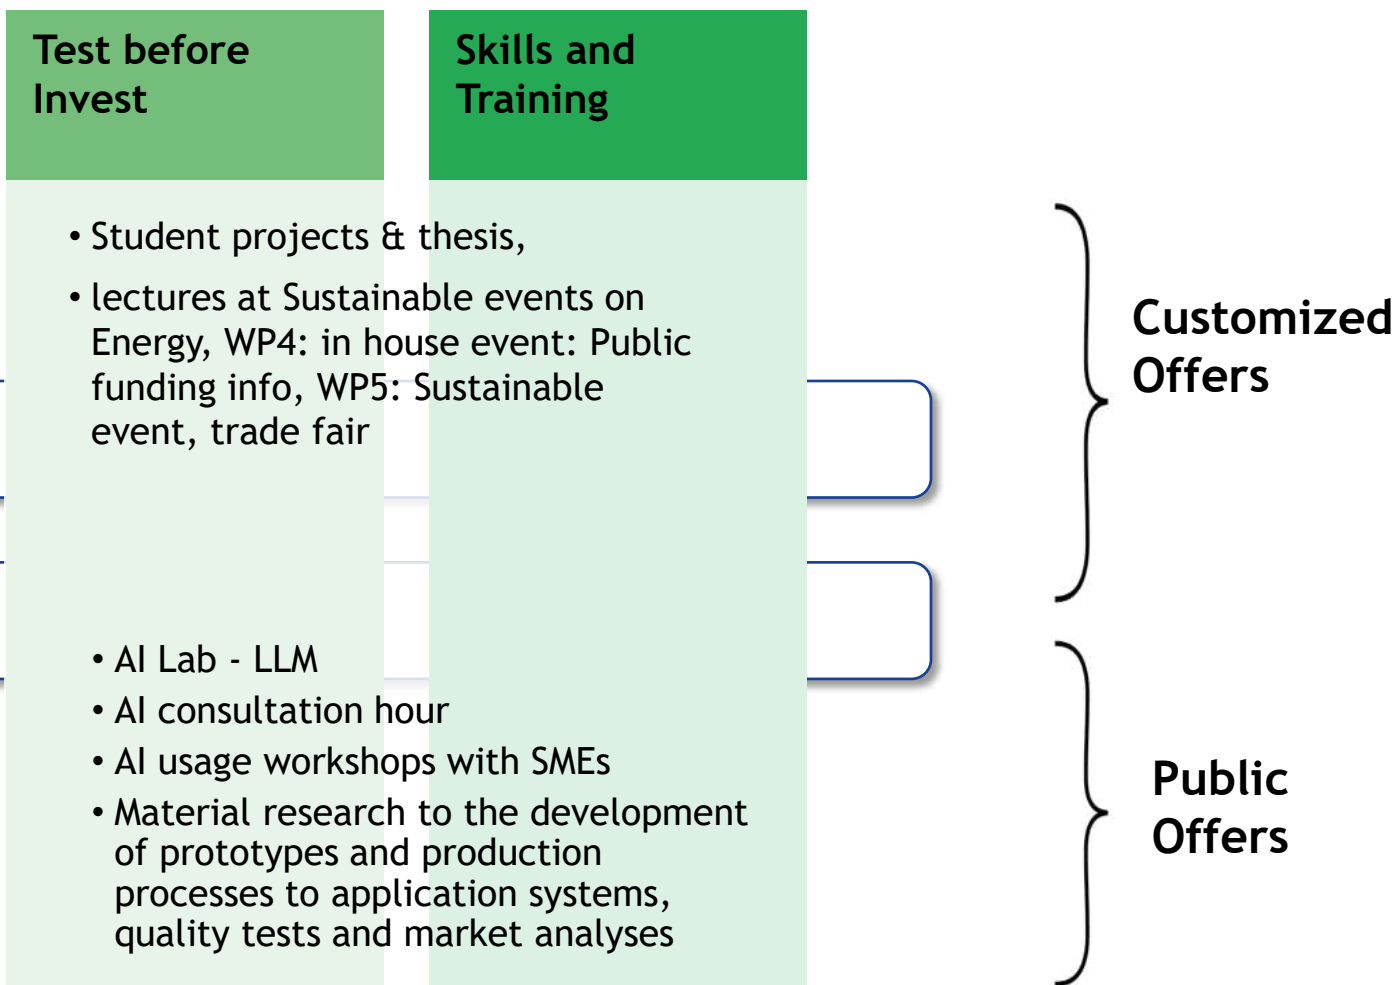 Test before
Invest
Skills and
Training
• Student projects & thesis,
• lectures at Sustainable events on
Energy, WP4: in house event: Public
funding info, WP5: Sustainable
event, trade fair
Customized
Offers
• AI Lab - LLM
• AI consultation hour
• AI usage workshops with SMEs
• Material research to the development
of prototypes and production
processes to application systems,
quality tests and market analyses
Public
Offers